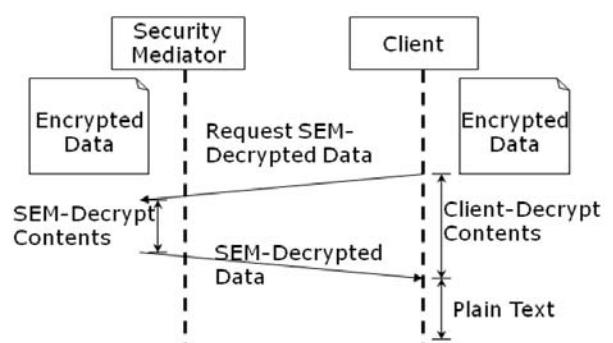 Security
Mediator
Client
Encrypted
Data
Encrypted
Data
Request SEM-
Decrypted Data
SEM-Decrypt
Contents
Client-Decrypt
Contents
SEM-Decrypted
Data
Plain Text